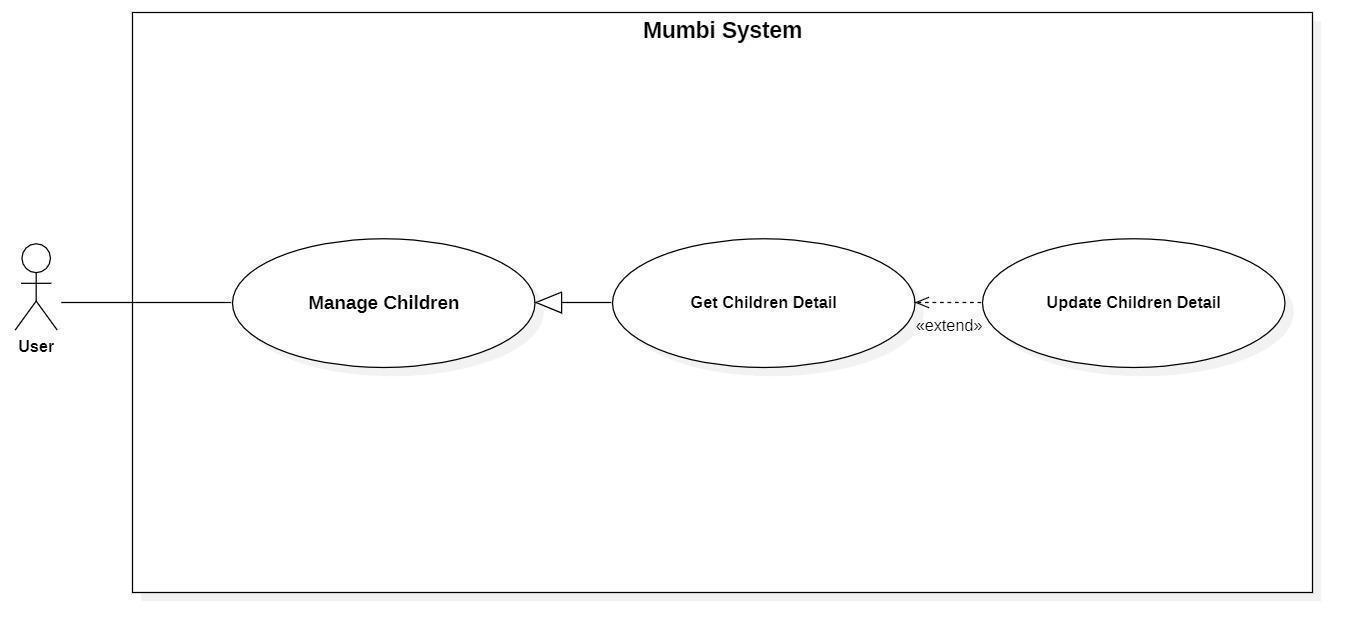 Mumbi System
Manage Children
Get Children Detail
Update Children Detail
«extend»
User